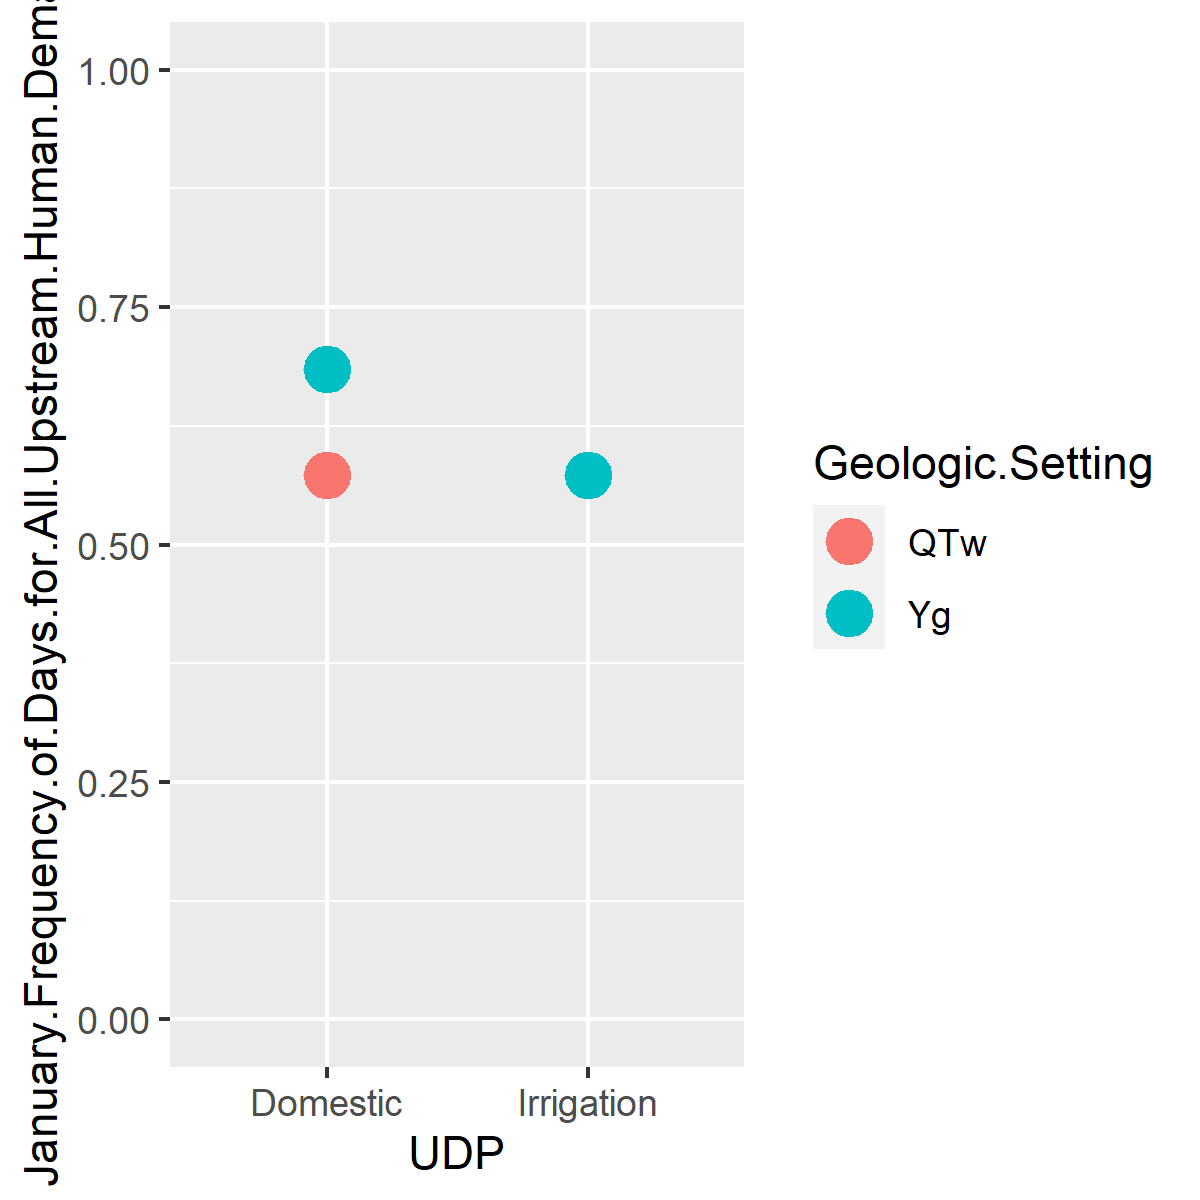 January.Frequency.of.Days.for.All.Upstream.Human.Dem
1.00
0.75
0.50
0.25
0.00
Domestic
Irrigation
UDP
Geologic.Setting
QTw
Yg